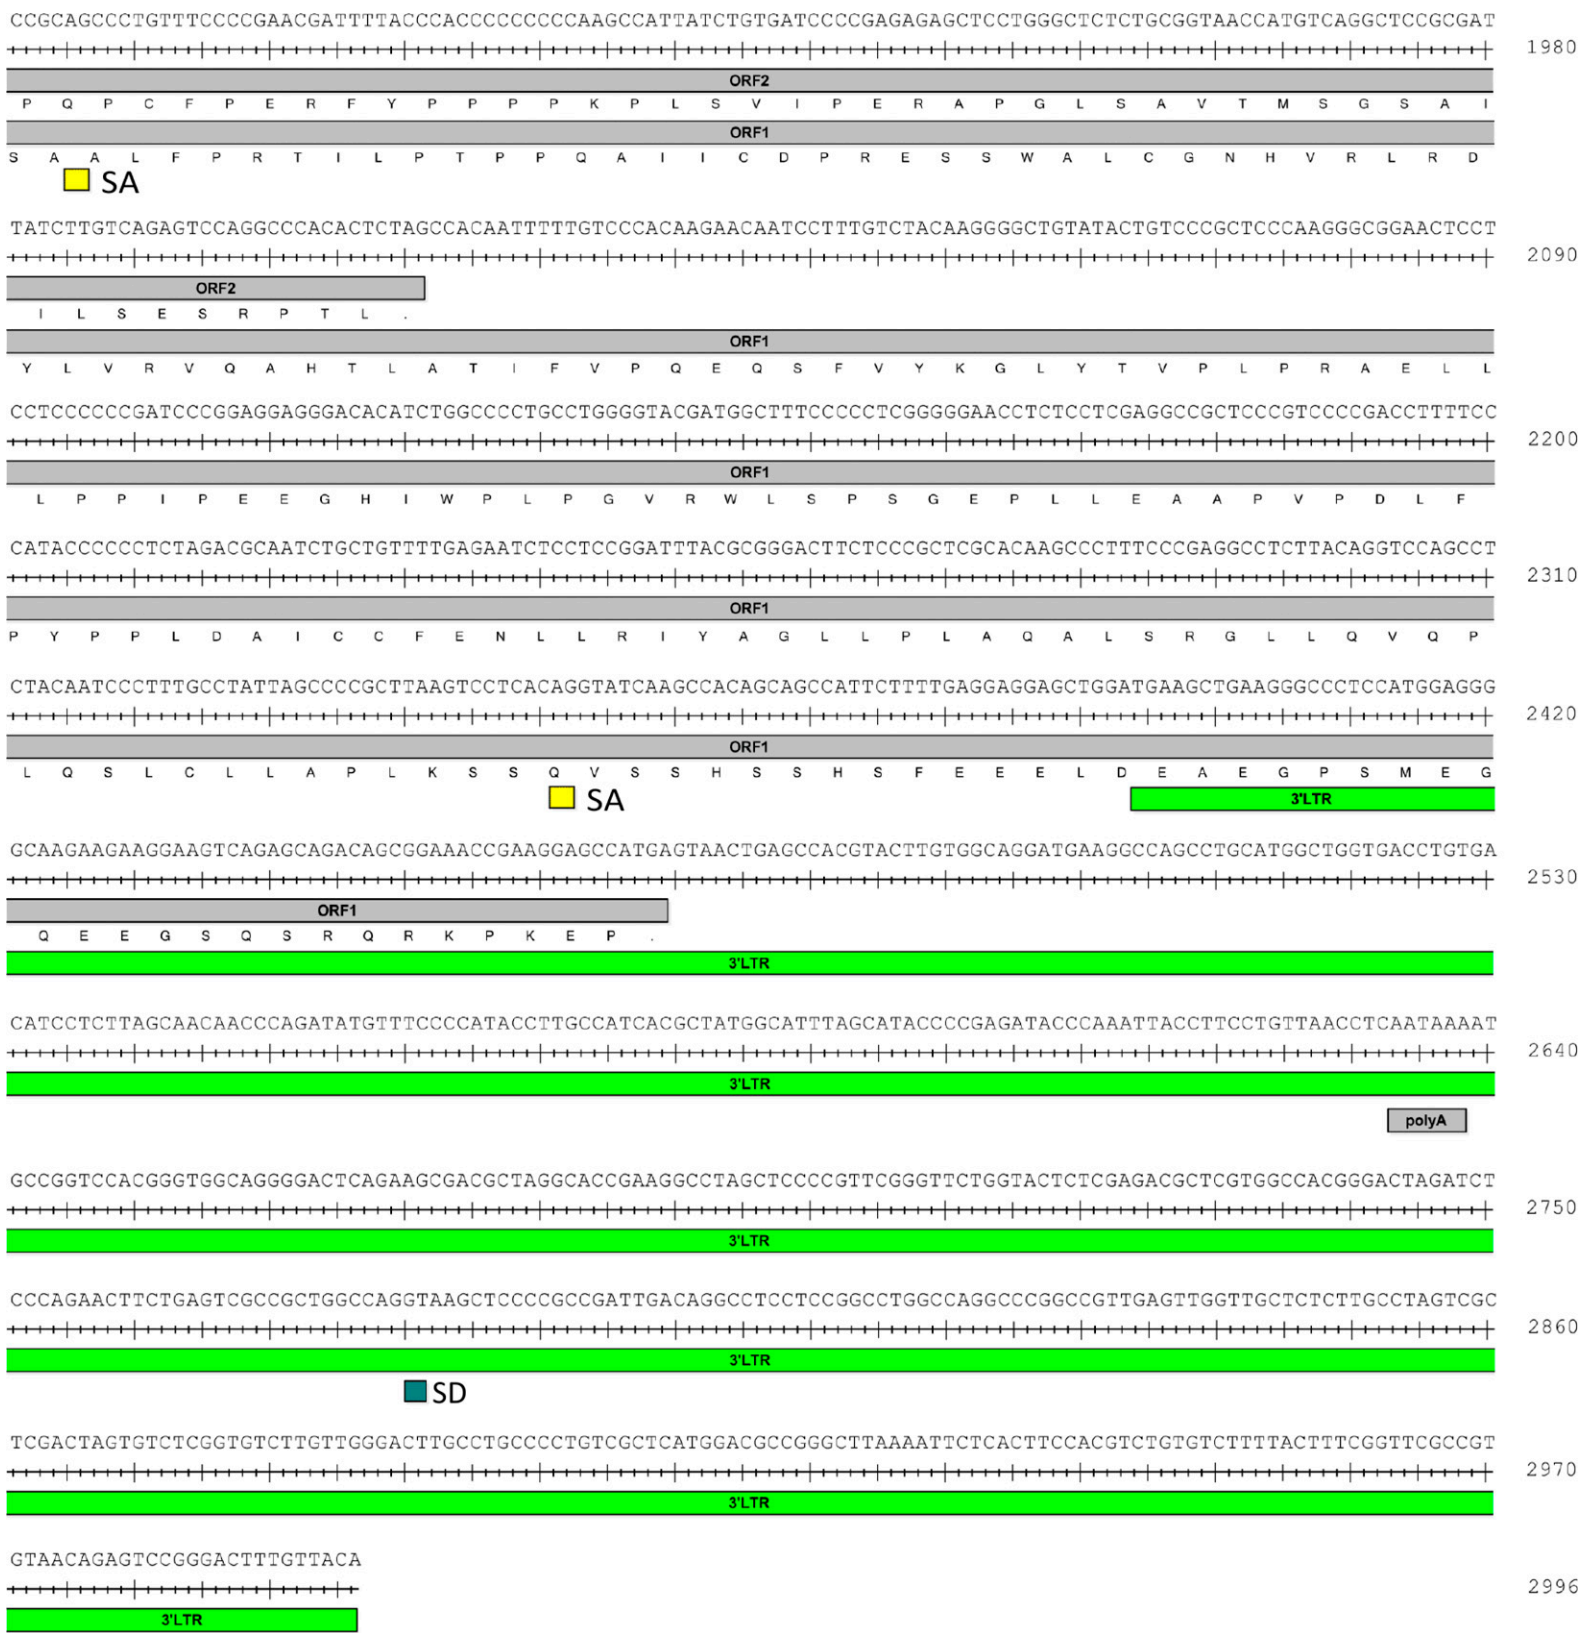 CCGCAGCCCTGTTTCCCCGAACGATTTTACCCACCCCCCCCCAAGCCATTATCTGTGATCCCCGAGAGAGCTCCTGGGCTCTCTGCGGTAACCATGTCAGGCTCCGCGAT
1980
ORF2
P Q P C F P E R F Y P P P P K P L S V I P E R A P G L S A V T M S G S A I
ORF1
S A A L F P R T I L P T P P Q A I I C D P R E S S W A L C G N H V R L R D
SA
TATCTTGTCAGAGTCCAGGCCCACACTCTAGCCACAATTTTTGTCCCACAAGAACAATCCTTTGTCTACAAGGGGCTGTATACTGTCCCGCTCCCAAGGGCGGAACTCCT
2090
ORF2
I L S E S R P T L .
ORF1
Y L V R V Q A H T L A T I F V P Q E Q S F V Y K G L Y T V P L P R A E L L
CCTCCCCCCGATCCCGGAGGAGGGACACATCTGGCCCCTGCCTGGGGTACGATGGCTTTCCCCCTCGGGGGAACCTCTCCTCGAGGCCGCTCCCGTCCCCGACCTTTTCC
2200
ORF1
L P P I P E E G H I W P L P G V R W L S P S G E P L L E A A P V P D L F
CATACCCCCCTCTAGACGCAATCTGCTGTTTTGAGAATCTCCTCCGGATTTACGCGGGACTTCTCCCGCTCGCACAAGCCCTTTCCCGAGGCCTCTTACAGGTCCAGCCT
2310
ORF1
P Y P P L D A I C C F E N L L R I Y A G L L P L A Q A L S R G L L Q V Q P
CTACAATCCCTTTGCCTATTAGCCCCGCTTAAGTCCTCACAGGTATCAAGCCACAGCAGCCATTCTTTTGAGGAGGAGCTGGATGAAGCTGAAGGGCCCTCCATGGAGGG
2420
ORF1
L Q S L C L L A P L K S S Q V S S H S S H S F E E E L D E A E G P S M E G
SA
3'LTR
GCAAGAAGAAGGAAGTCAGAGCAGACAGCGGAAACCGAAGGAGCCATGAGTAACTGAGCCACGTACTTGTGGCAGGATGAAGGCCAGCCTGCATGGCTGGTGACCTGTGA
2530
ORF1
Q E E G S Q S R Q R K P K E P .
3'LTR
CATCCTCTTAGCAACAACCCAGATATGTTTCCCCATACCTTGCCATCACGCTATGGCATTTAGCATACCCCGAGATACCCAAATTACCTTCCTGTTAACCTCAATAAAAT
2640
3'LTR
polyA
GCCGGTCCACGGGTGGCAGGGGACTCAGAAGCGACGCTAGGCACCGAAGGCCTAGCTCCCCGTTCGGGTTCTGGTACTCTCGAGACGCTCGTGGCCACGGGACTAGATCT
2750
3'LTR
CCCAGAACTTCTGAGTCGCCGCTGGCCAGGTAAGCTCCCCGCCGATTGACAGGCCTCCTCCGGCCTGGCCAGGCCCGGCCGTTGAGTTGGTTGCTCTCTTGCCTAGTCGC
2860
3'LTR
SD
TCGACTAGTGTCTCGGTGTCTTGTTGGGACTTGCCTGCCCCTGTCGCTCATGGACGCCGGGCTTAAAATTCTCACTTCCACGTCTGTGTCTTTTACTTTCGGTTCGCCGT
2970
3'LTR
GTAACAGAGTCCGGGACTTTGTTACA
2996
3'LTR